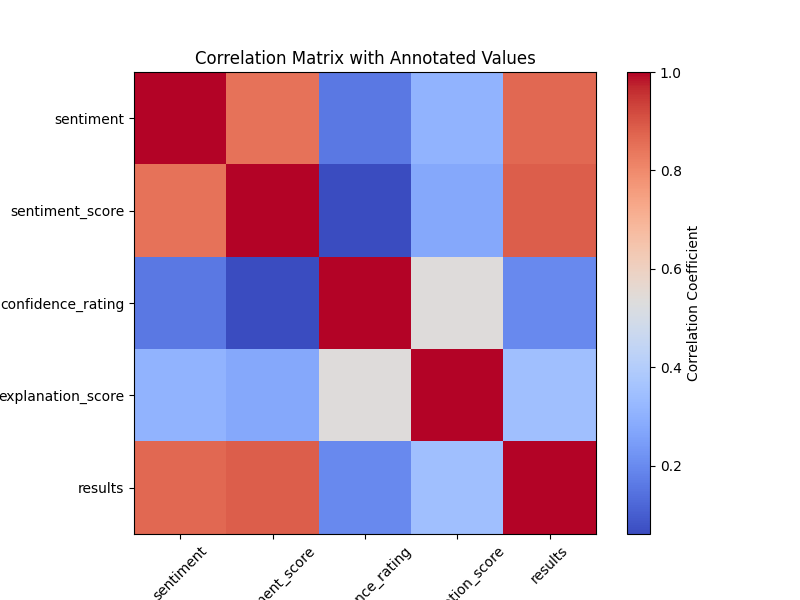 Correlation Matrix with Annotated Values
sentiment
sentiment_score
confidence_rating
explanation_score
results
sentiment
ment_score
nce_rating
tion_score
results
1.0
0.8
0.6
0.4
0.2
Correlation Coefficient